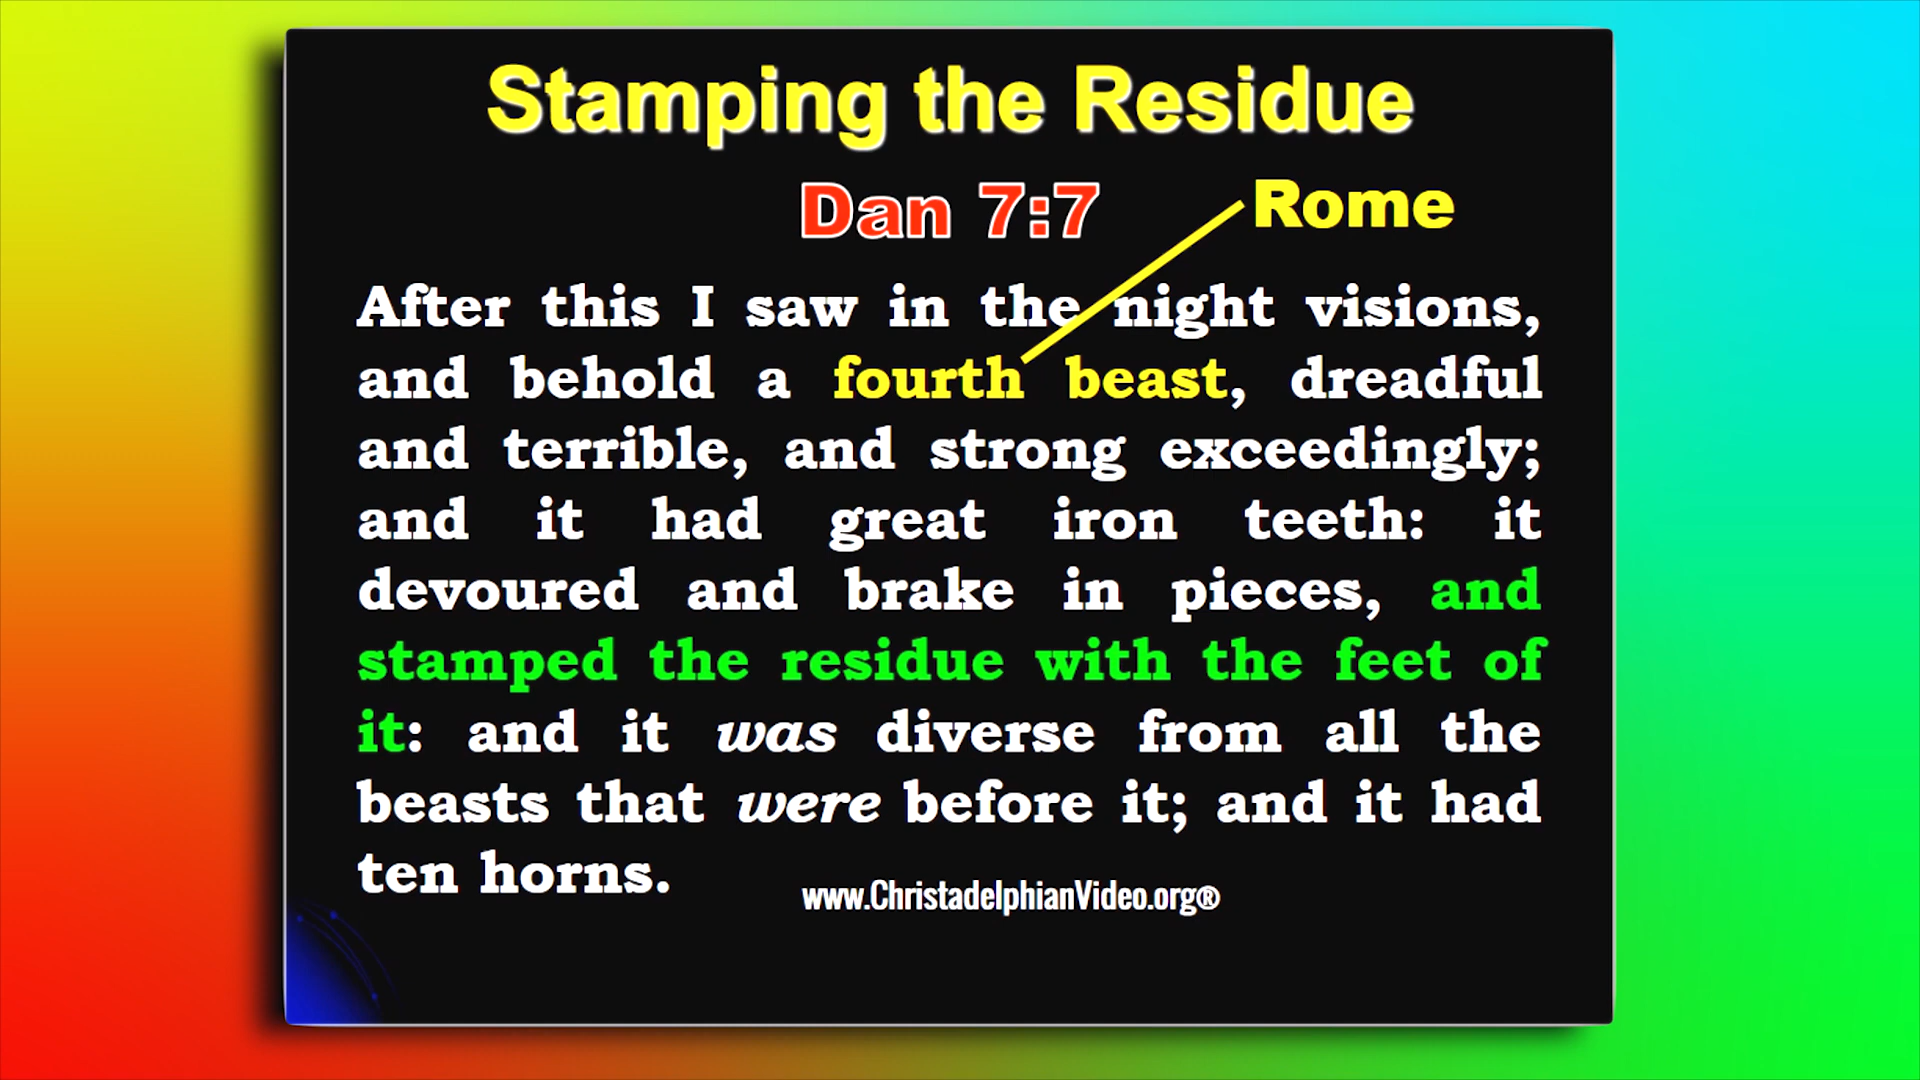 Stamping the Residue
Dan 7:7
Rome
After this I saw in the night visions,
and behold a fourth beast, dreadful
and terrible, and strong exceedingly;
and it had great iron teeth: it
devoured and brake in pieces, and
stamped the residue with the feet of
it: and it was diverse from all the
beasts that were before it; and it had
ten horns.
www.ChristadelphianVideo.org®